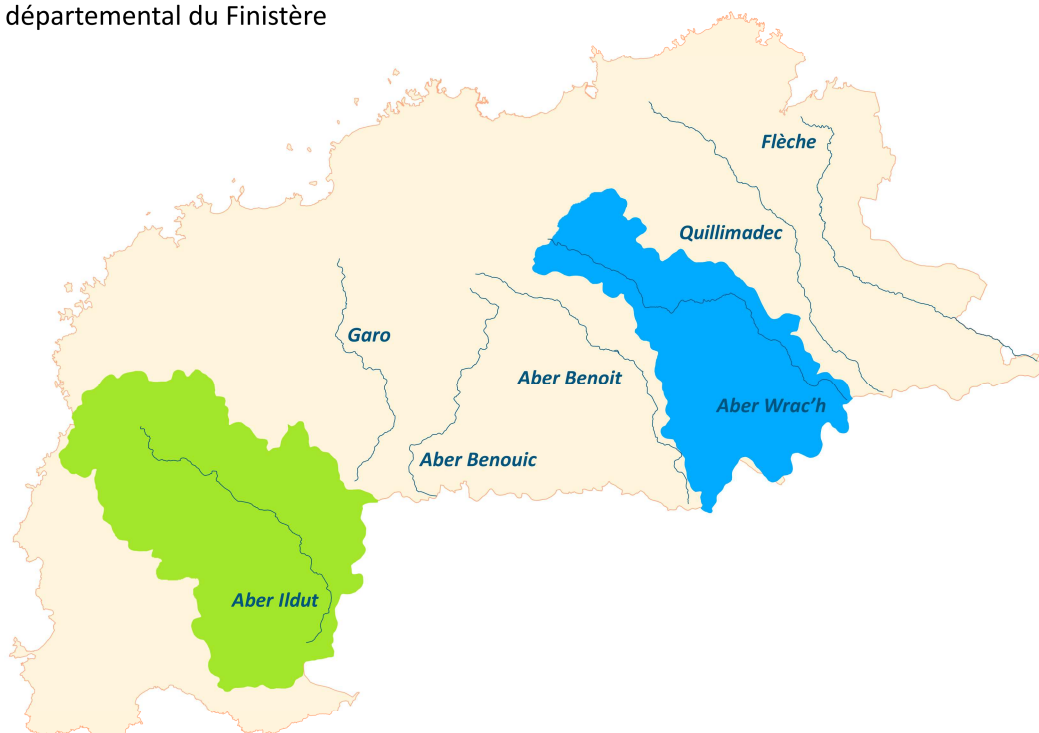 départemental du Finistère
Flèche
Quillimadec
Garo
Aber Benoit
Aber Wrac'h
Aber Benouic
Aber Ildut